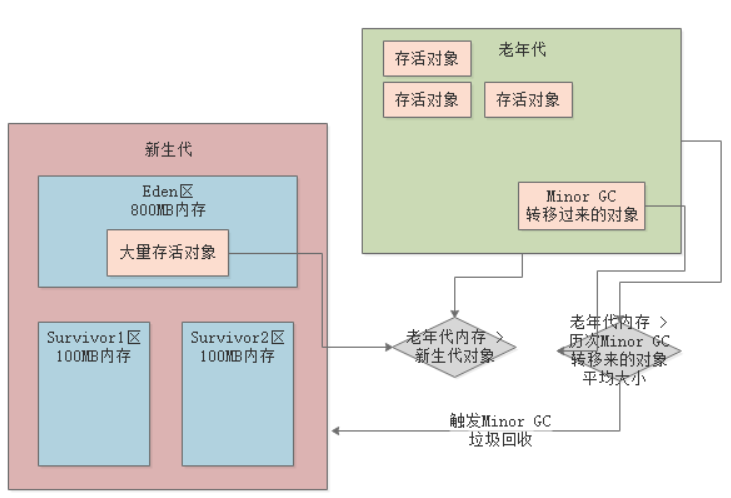 老年代
存活对象
存活对象
存活对象
Minor GC
转移过来的对象
新生代
Eden区
800MB内存
大量存活对象
Survivor1区
100MB内存
Survivor2区
100MB内存
老年代内存 >
新生代对象
老年代内存 >
历次Minor GC
转移来的对象
平均大小
触发Minor GC
垃圾回收